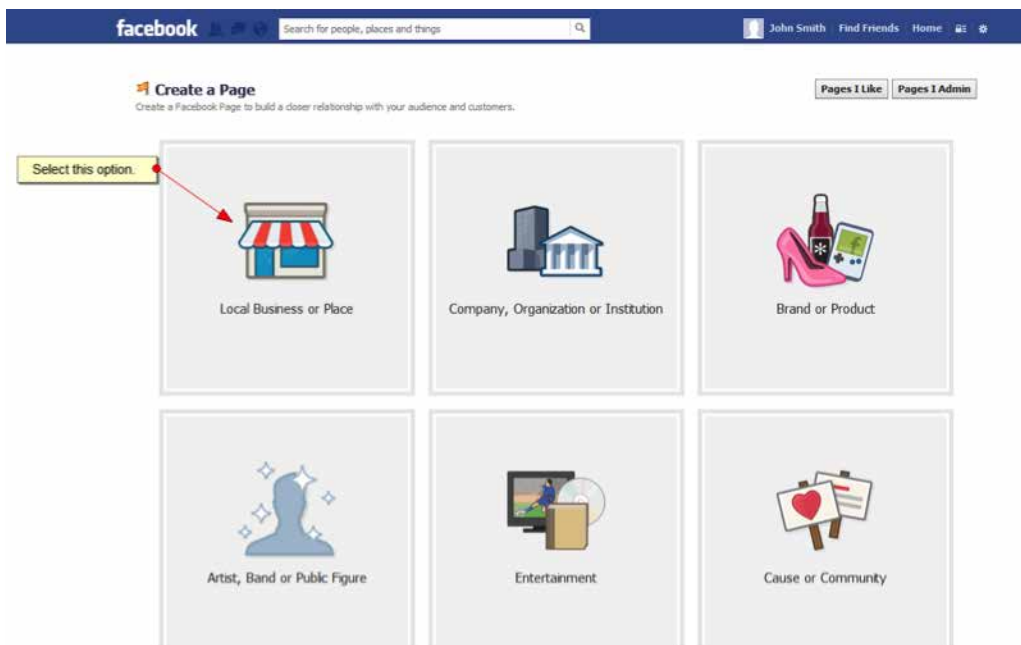 facebook
Search for people, places and things
John Smith Find Friends Home
Create a Page
Create a Facebook Page to build a closer relationship with your audience and customers.
Pages I Like Pages I Admin
Select this option.
Local Business or Place
Company, Organization or Institution
Brand or Product
Artist, Band or Public Figure
Entertainment
Cause or Community